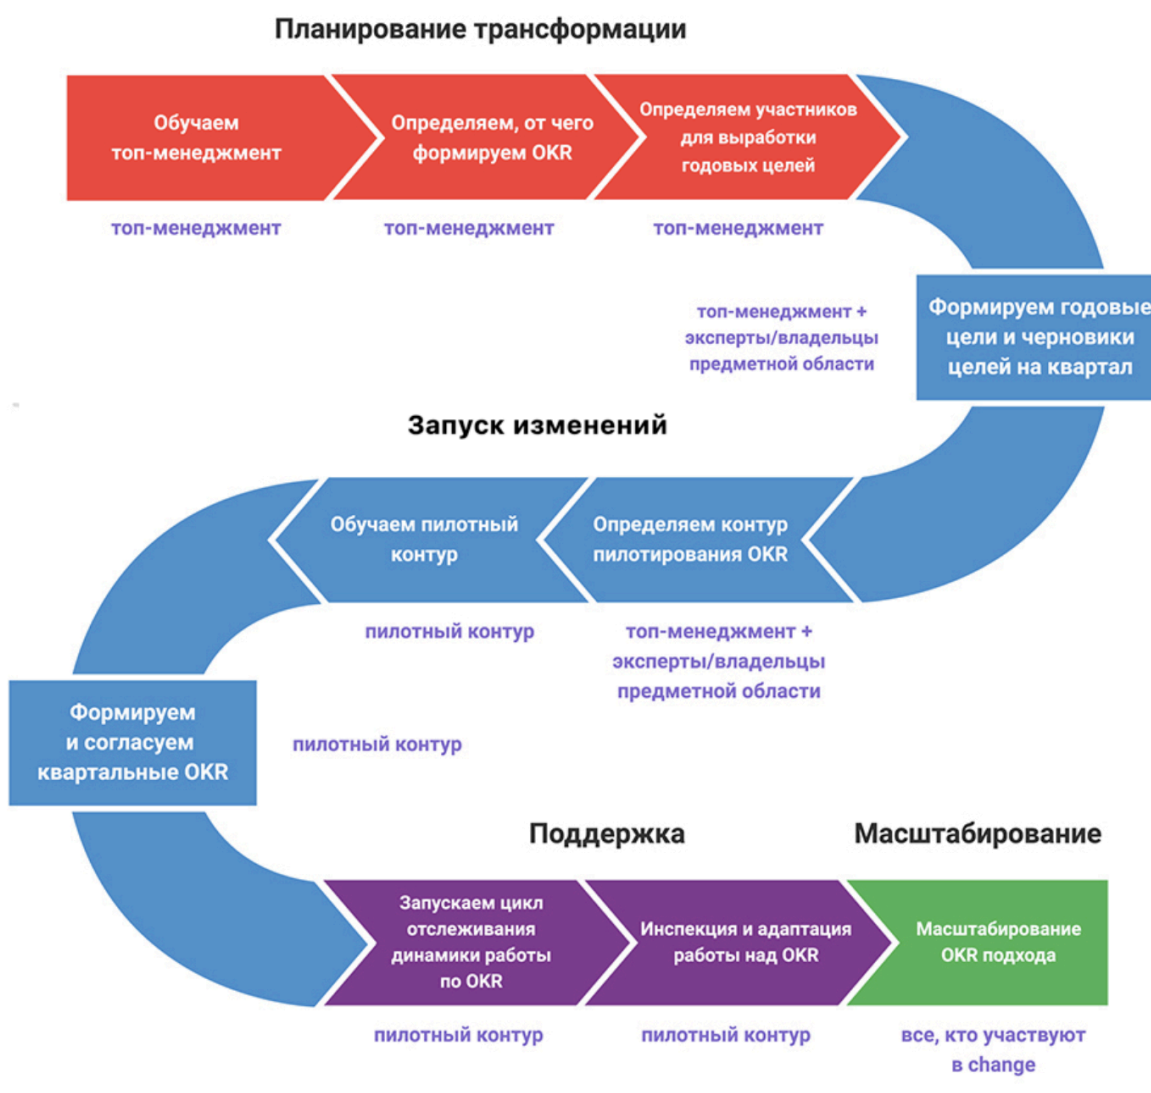 Планирование трансформации
Обучаем
топ-менеджмент
Определяем, от чего
формируем OKR
Определяем участников
для выработки
годовых целей
топ-менеджмент
топ-менеджмент
топ-менеджмент
Формируем годовые
цели и черновики
целей на квартал
топ-менеджмент +
эксперты/владельцы
предметной области
Запуск изменений
Определяем контур
пилотирования OKR
топ-менеджмент +
эксперты/владельцы
предметной области
Обучаем пилотный
контур
пилотный контур
Формируем
и согласуем
квартальные OKR
пилотный контур
Поддержка
Масштабирование
Запускаем цикл
отслеживания
динамики работы
по OKR
Инспекция и адаптация
работы над OKR
Масштабирование
OKR подхода
пилотный контур
пилотный контур
все, кто участвуют
в change